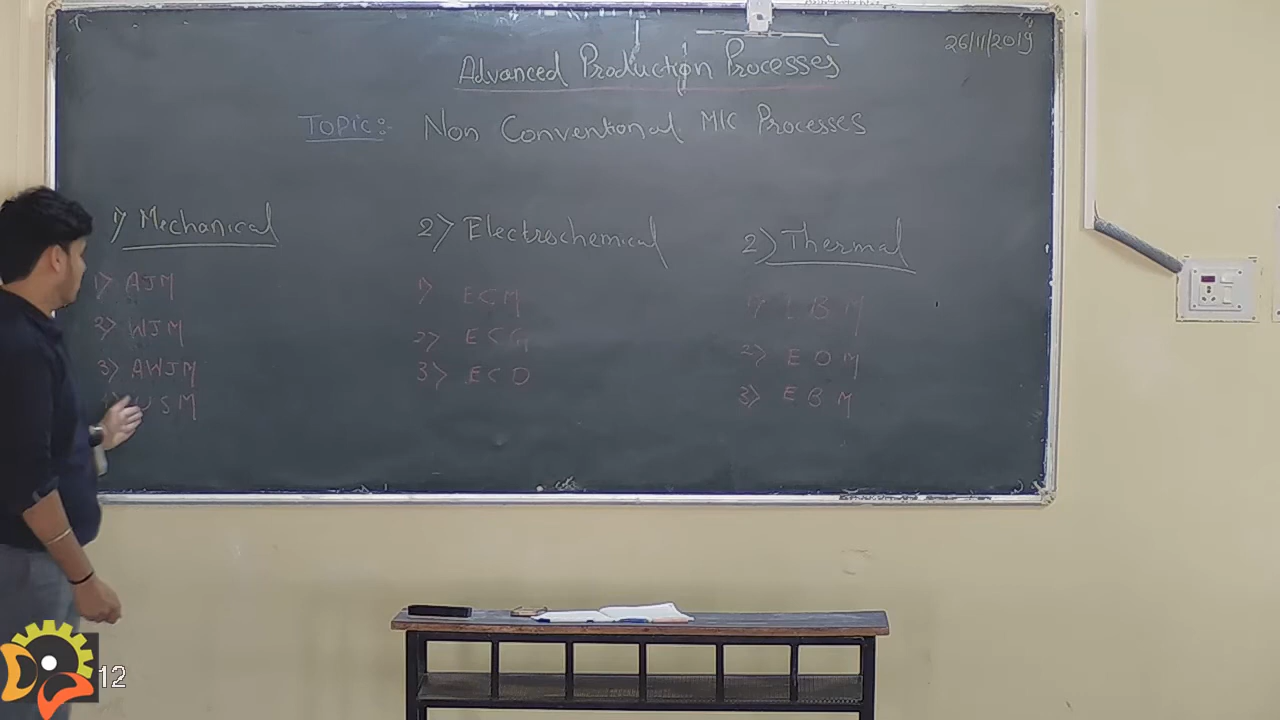 26/11/2019
Advanced Production Processes
Topic:- Non Conventional M/C Processes
1) Mechanical
1) AJM
2) WJM
3) AWJM
USM
2) Electrochemical
1) ECM
2) ECG
3) ECD
2) Thermal
1) LBM
2) EDM
3) EBM
12